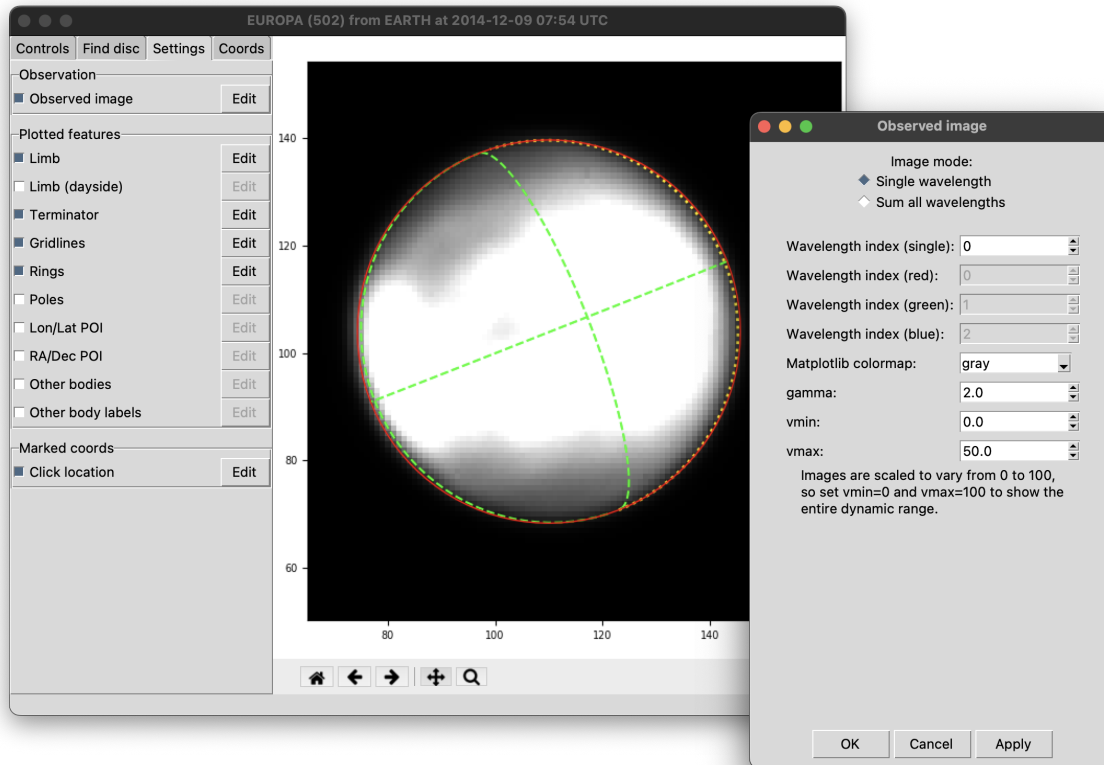 EUROPA (502) from EARTH at 2014-12-09 07:54 UTC
Controls Find disc Settings Coords
Observation
Observed image Edit
Plotted features
Limb Edit
Limb (dayside) Edit
Terminator Edit
Gridlines Edit
Rings Edit
Poles Edit
Lon/Lat POI Edit
RA/Dec POI Edit
Other bodies Edit
Other body labels Edit
Marked coords
Click location Edit
140
120
100
80
60
80 100 120 140
Observed image
Image mode:
Single wavelength
Sum all wavelengths
Wavelength index (single): 0
Wavelength index (red): 0
Wavelength index (green): 1
Wavelength index (blue): 2
Matplotlib colormap: gray
gamma: 2.0
vmin: 0.0
vmax: 50.0
Images are scaled to vary from 0 to 100,
so set vmin=0 and vmax=100 to show the
entire dynamic range.
OK Cancel Apply